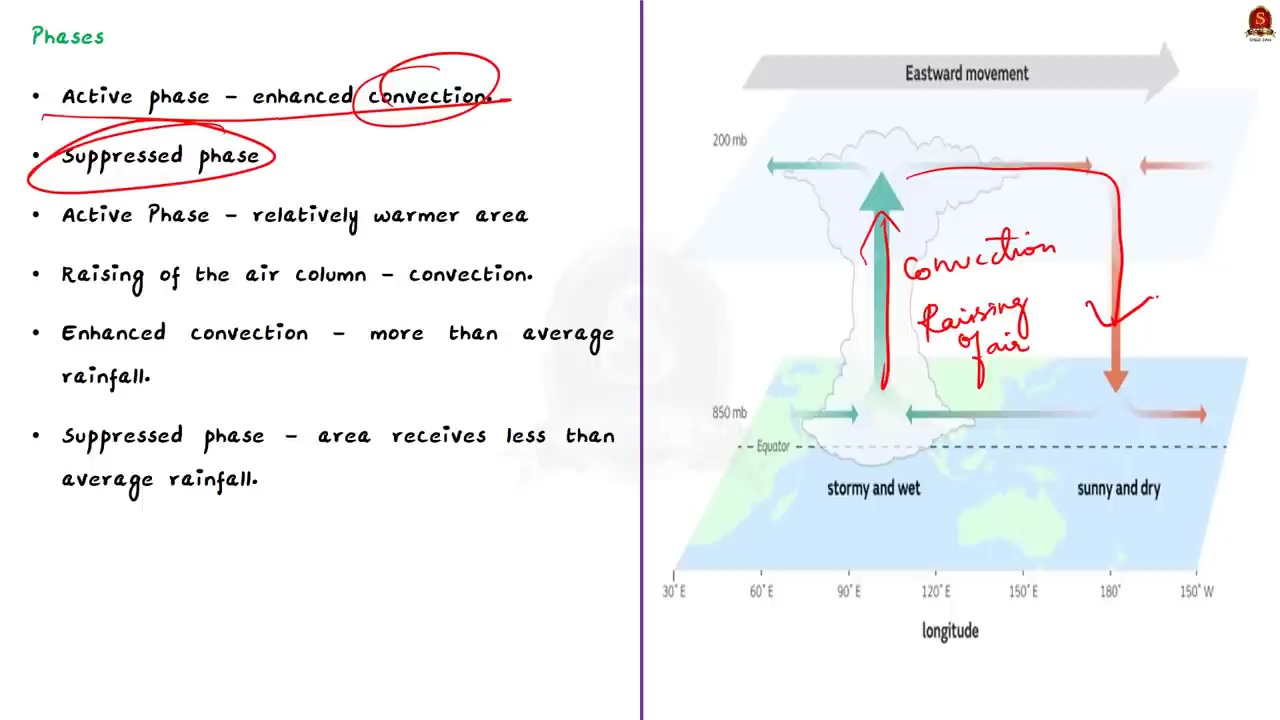 Phases
• Active phase – enhanced convection.
• Suppressed phase
• Active Phase – relatively warmer area
• Raising of the air column – convection.
• Enhanced convection – more than average
rainfall.
• Suppressed phase – area receives less than
average rainfall.
S
Eastward movement
200 mb
Convection
Raising
of air
850 mb
Equator
stormy and wet
sunny and dry
30° E 60° E 90° E 120° E 150° E 180° 150° W
longitude